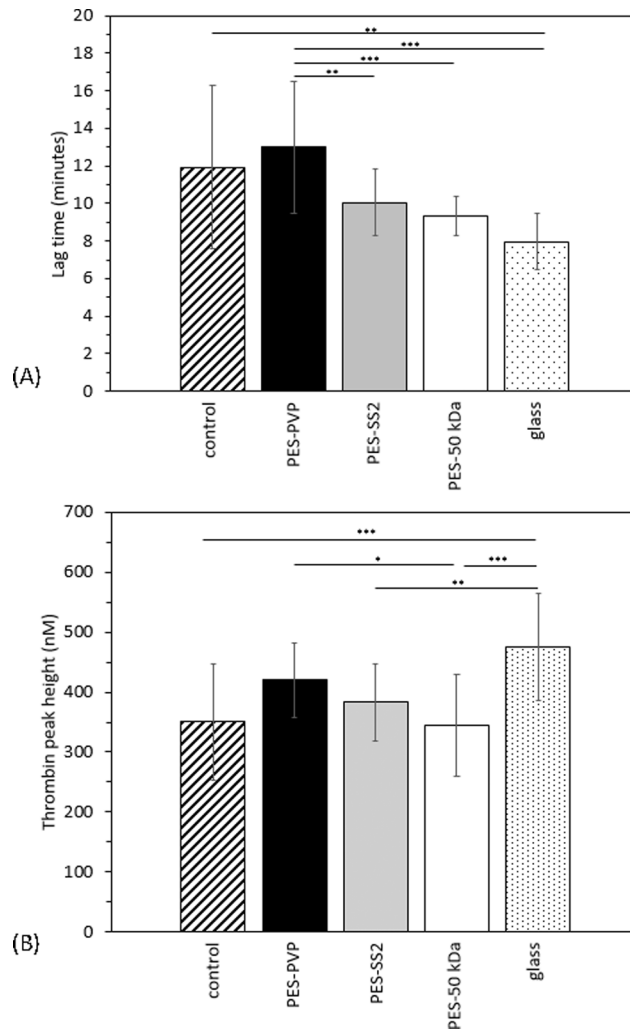 20
18
16
14
12
10
8
6
4
2
0
Lag time (minutes)
(A)
**
***
***
**
control
PES-PVP
PES-SS2
PES-50 kDa
glass
700
600
500
400
300
200
100
0
Thrombin peak height (nM)
(B)
***
*
***
**
control
PES-PVP
PES-SS2
PES-50 kDa
glass